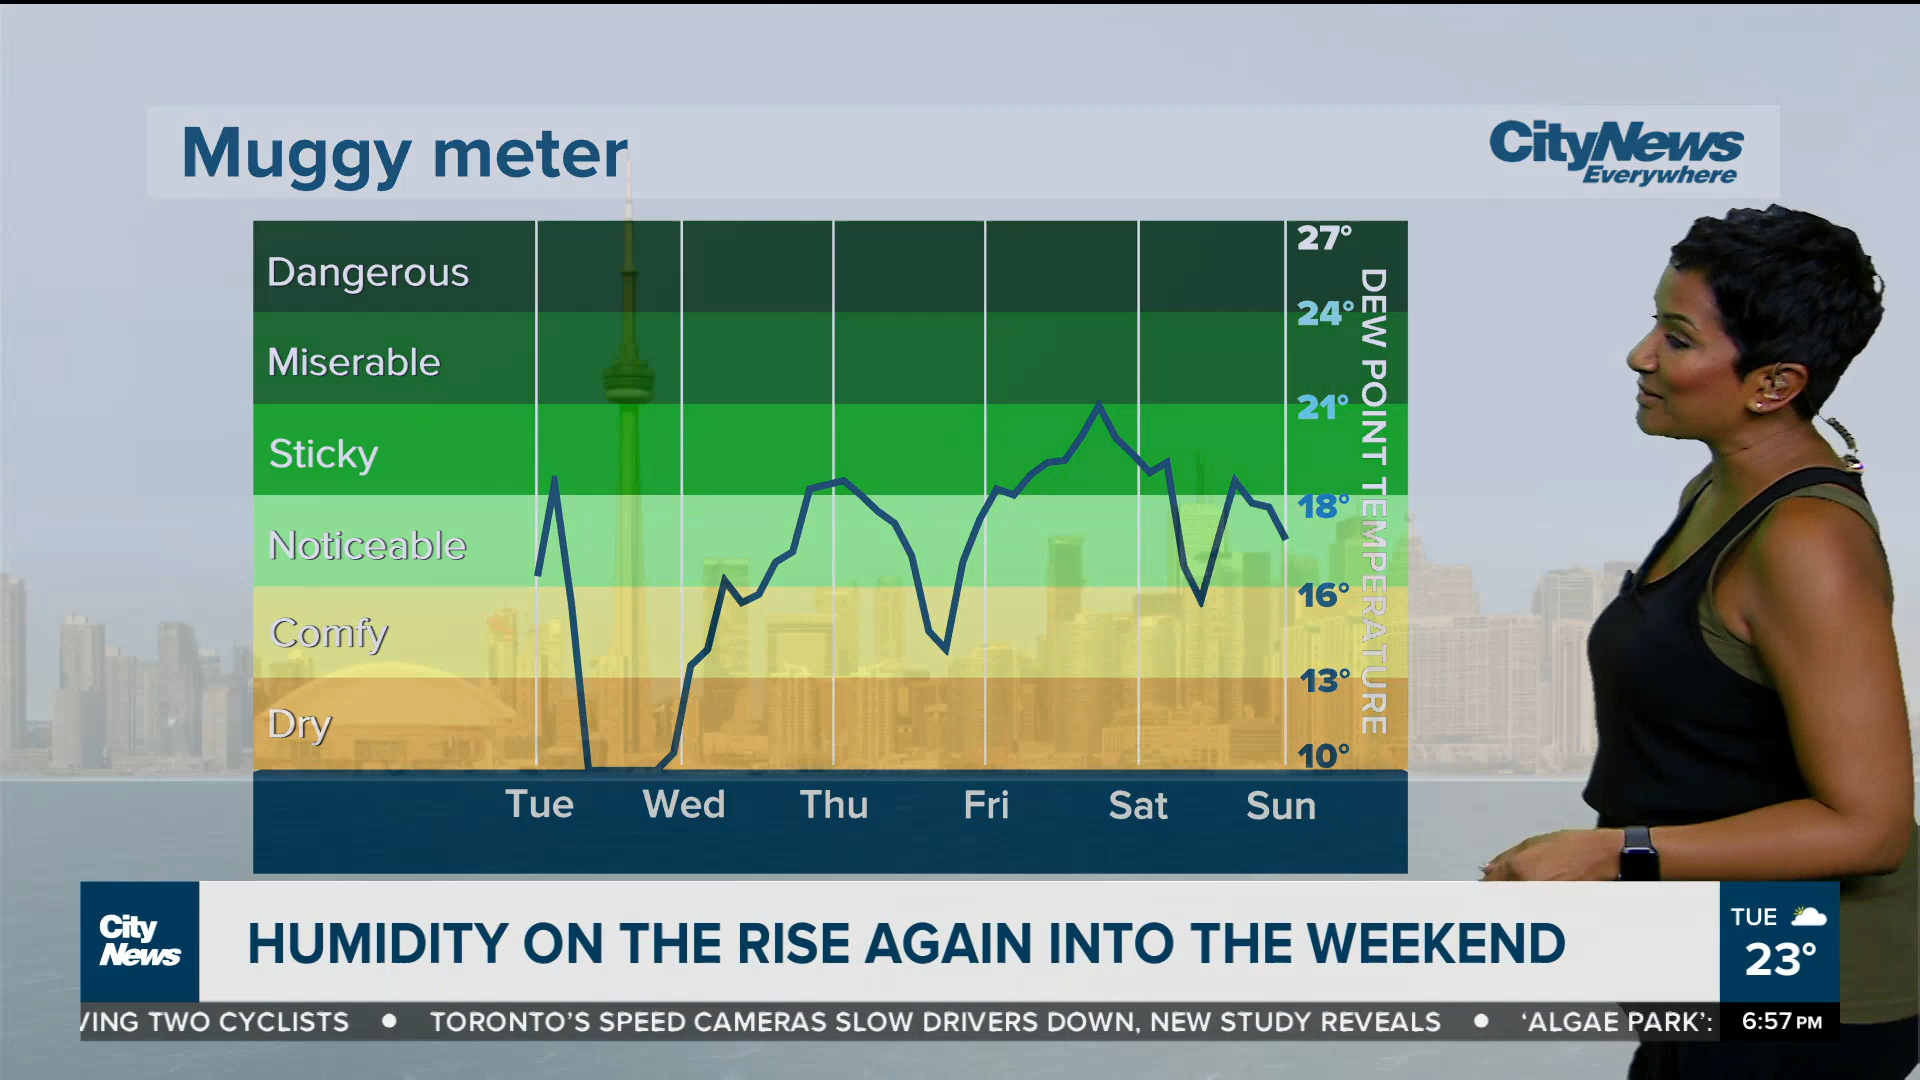 Muggy meter
CityNews
Everywhere
Dangerous
Miserable
Sticky
Noticeable
Comfy
Dry
27°
24°
21°
18°
16°
13°
10°
DEW POINT TEMPERATURE
Tue Wed Thu Fri Sat Sun
City
News
HUMIDITY ON THE RISE AGAIN INTO THE WEEKEND
TUE
23°
VING TWO CYCLISTS • TORONTO'S SPEED CAMERAS SLOW DRIVERS DOWN, NEW STUDY REVEALS • 'ALGAE PARK':
6:57 PM